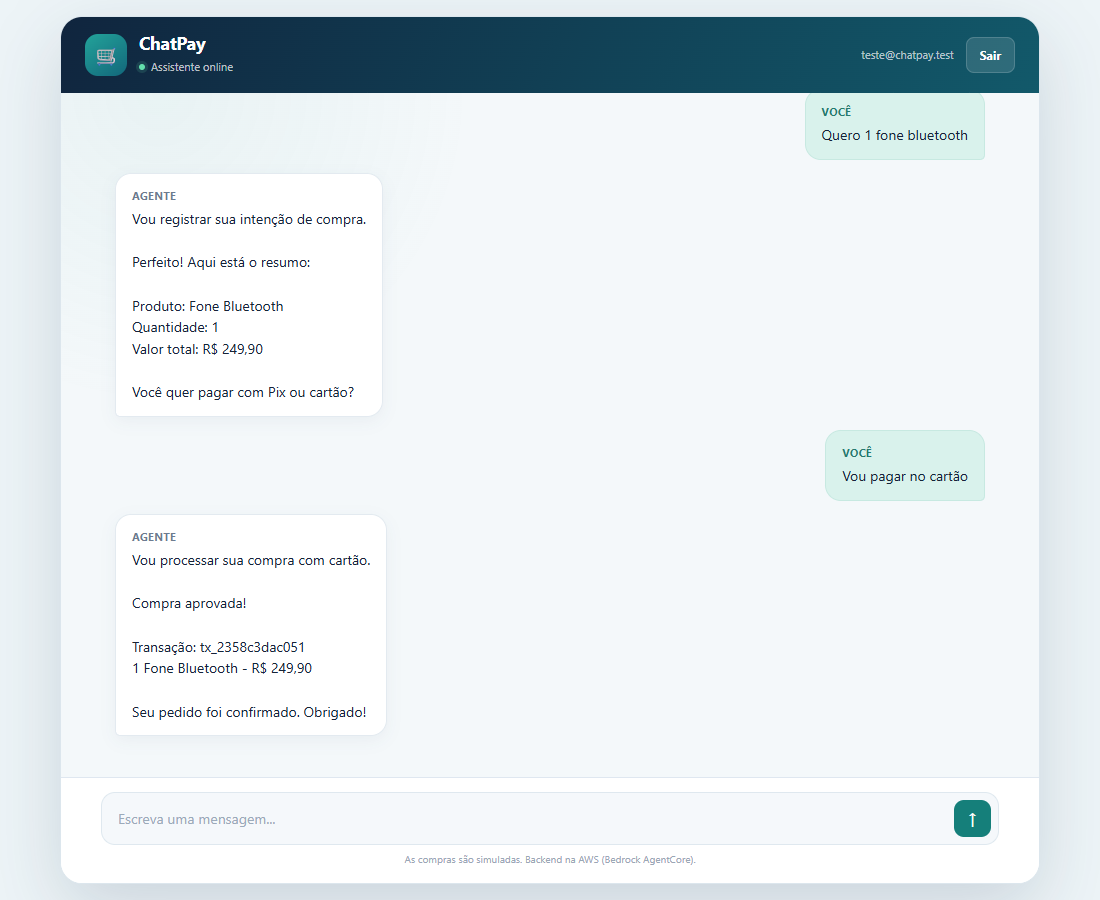 ChatPay
Assistente online
teste@chatpay.test
Sair
VOCÊ
Quero 1 fone bluetooth
AGENTE
Vou registrar sua intenção de compra.
Perfeito! Aqui está o resumo:
Produto: Fone Bluetooth
Quantidade: 1
Valor total: R$ 249,90
Você quer pagar com Pix ou cartão?
VOCÊ
Vou pagar no cartão
AGENTE
Vou processar sua compra com cartão.
Compra aprovada!
Transação: tx_2358c3dac051
1 Fone Bluetooth - R$ 249,90
Seu pedido foi confirmado. Obrigado!
Escreva uma mensagem...
↑
As compras são simuladas. Backend na AWS (Bedrock AgentCore).